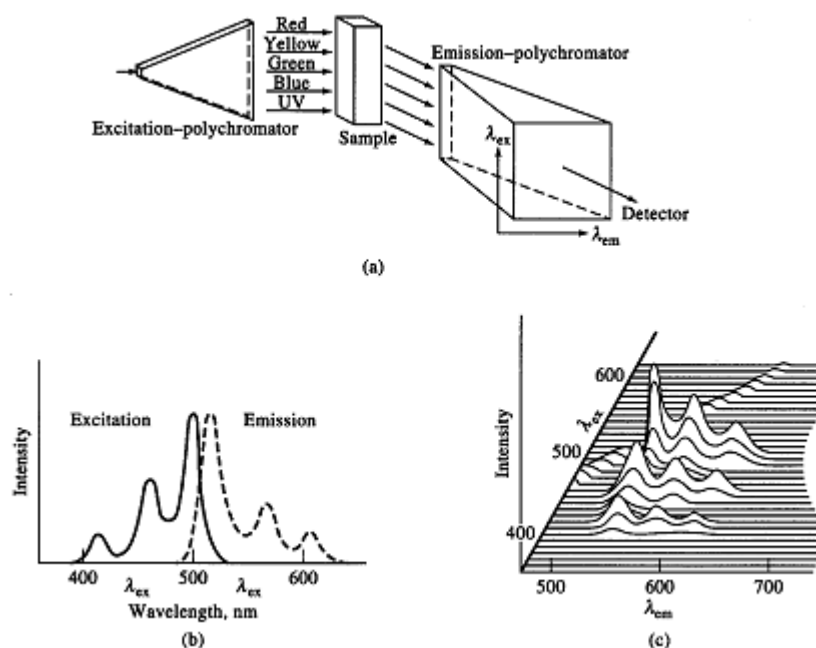 Red
Yellow
Green
Blue
UV
Excitation–polychromator
Sample
Emission–polychromator
λex
λem
Detector
(a)
Intensity
Excitation
Emission
400
500
600
λex
λex
Wavelength, nm
(b)
Intensity
600
λex
500
400
500
600
700
λem
(c)